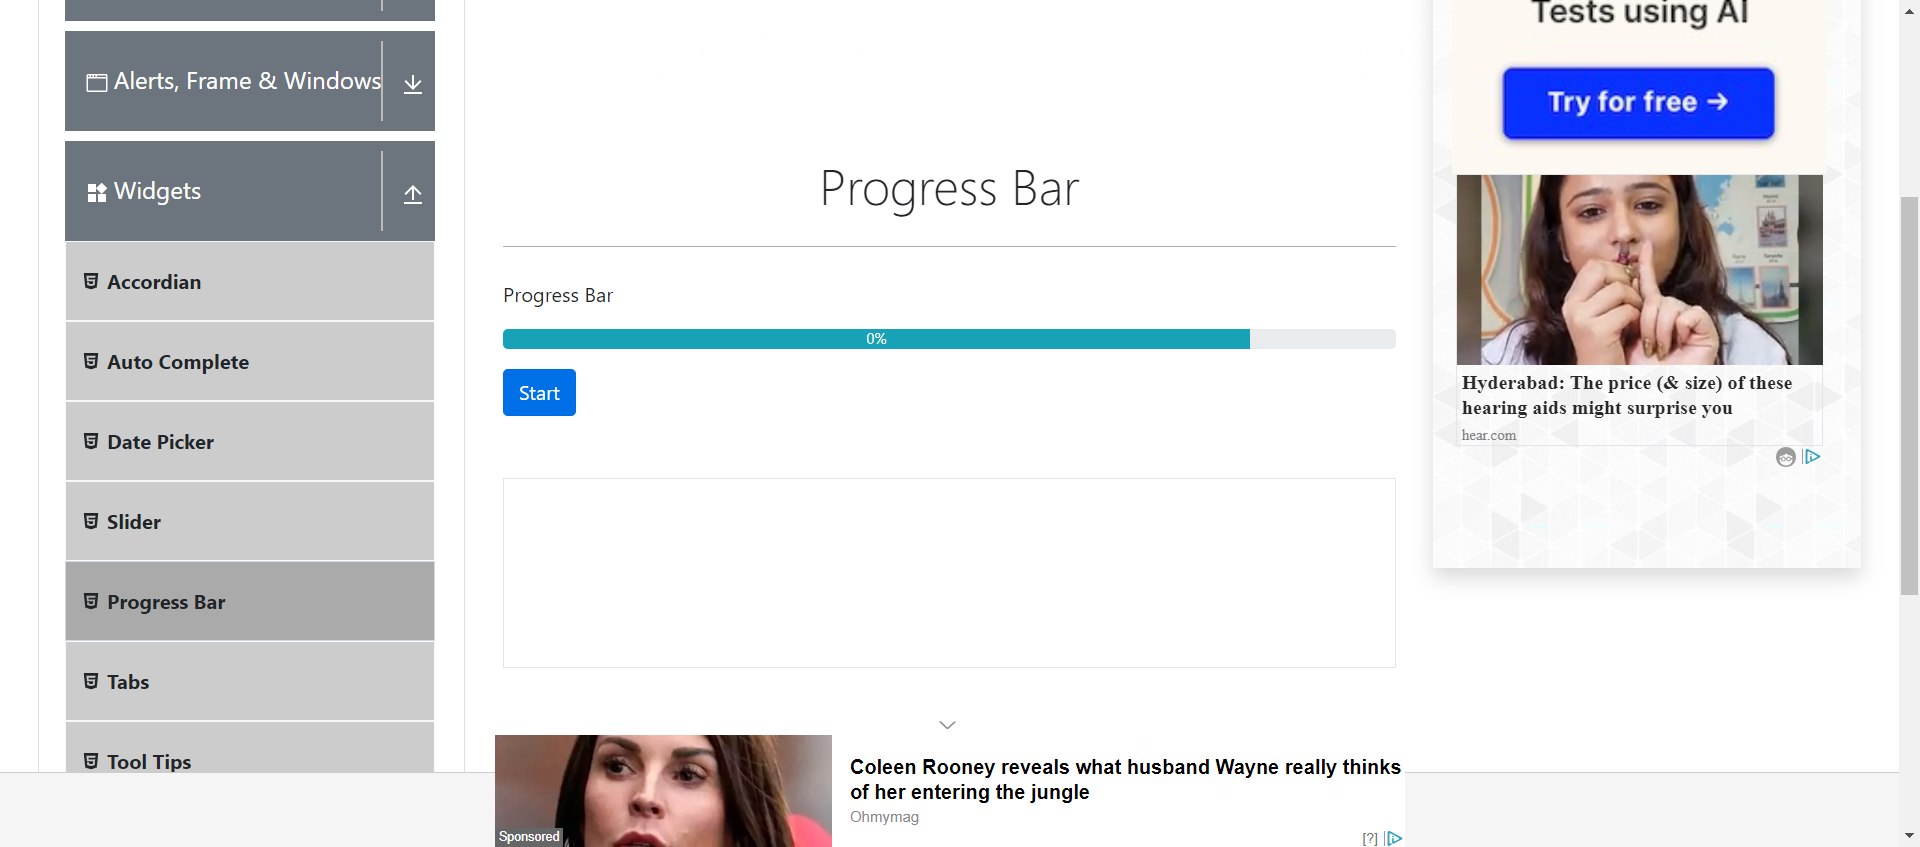 Alerts, Frame & Windows
Widgets
Accordian
Auto Complete
Date Picker
Slider
Progress Bar
Tabs
Tool Tips
Progress Bar
Progress Bar
0%
Start
Sponsored
Coleen Rooney reveals what husband Wayne really thinks
of her entering the jungle
Ohmymag
[?]
Tests using AI
Try for free →
Hyderabad: The price (& size) of these
hearing aids might surprise you
hear.com